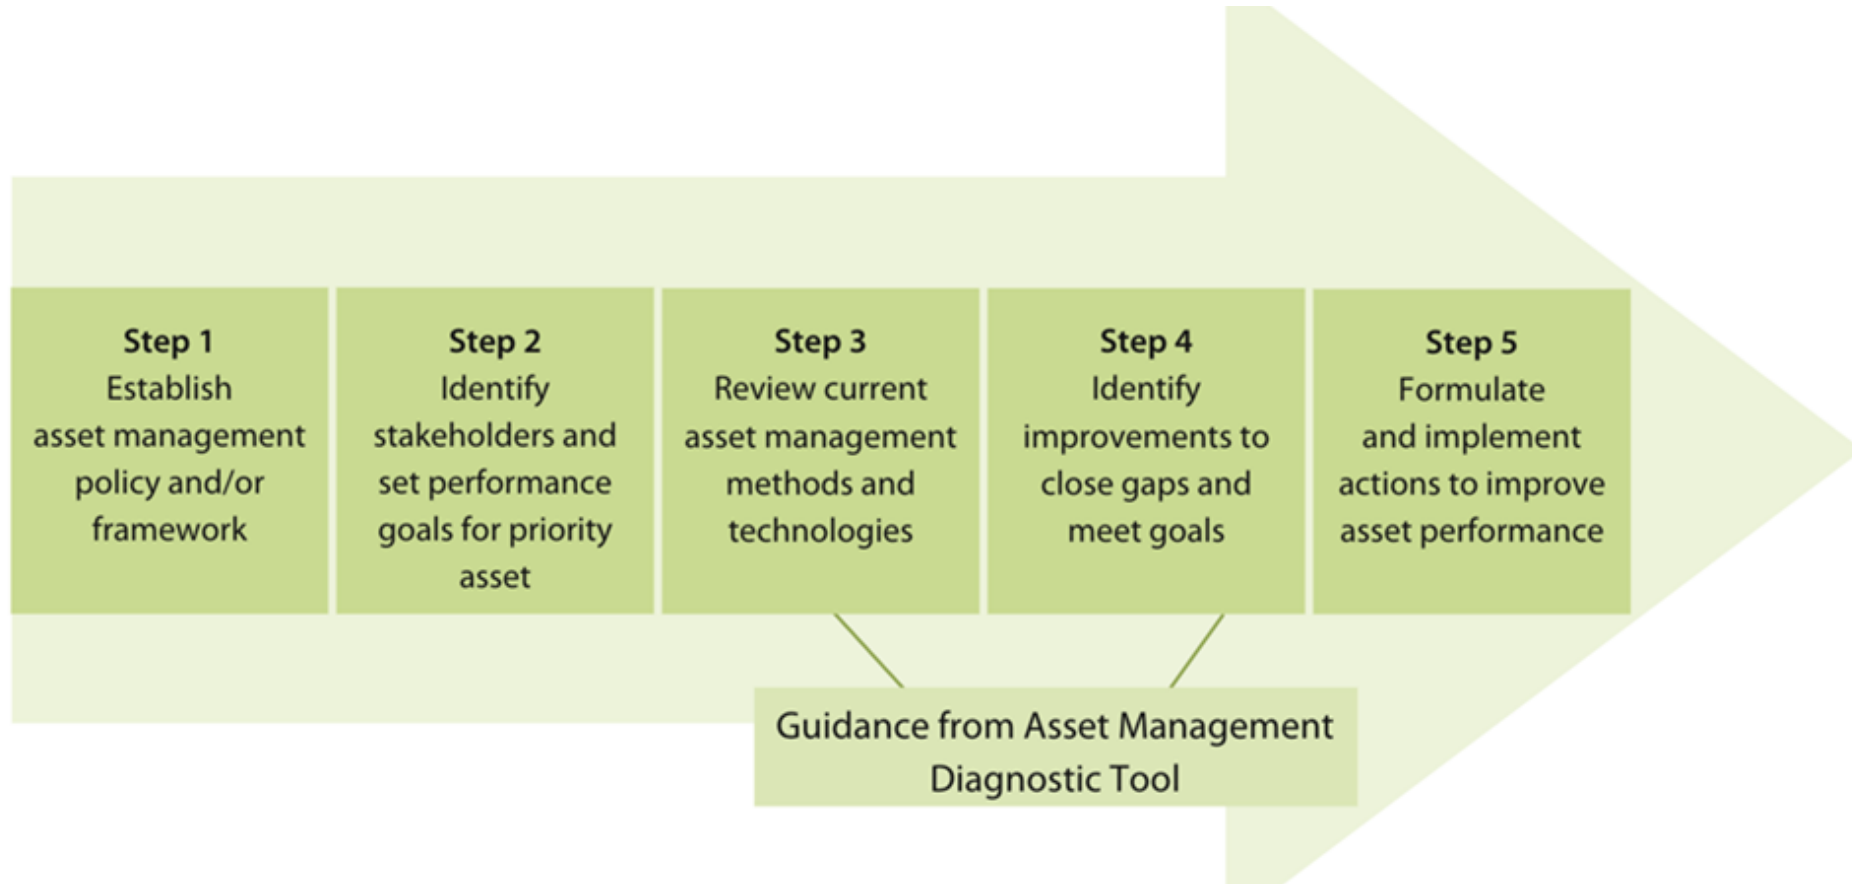 Step 1
Establish
asset management
policy and/or
framework
Step 2
Identify
stakeholders and
set performance
goals for priority
asset
Step 3
Review current
asset management
methods and
technologies
Step 4
Identify
improvements to
close gaps and
meet goals
Step 5
Formulate
and implement
actions to improve
asset performance
Guidance from Asset Management
Diagnostic Tool